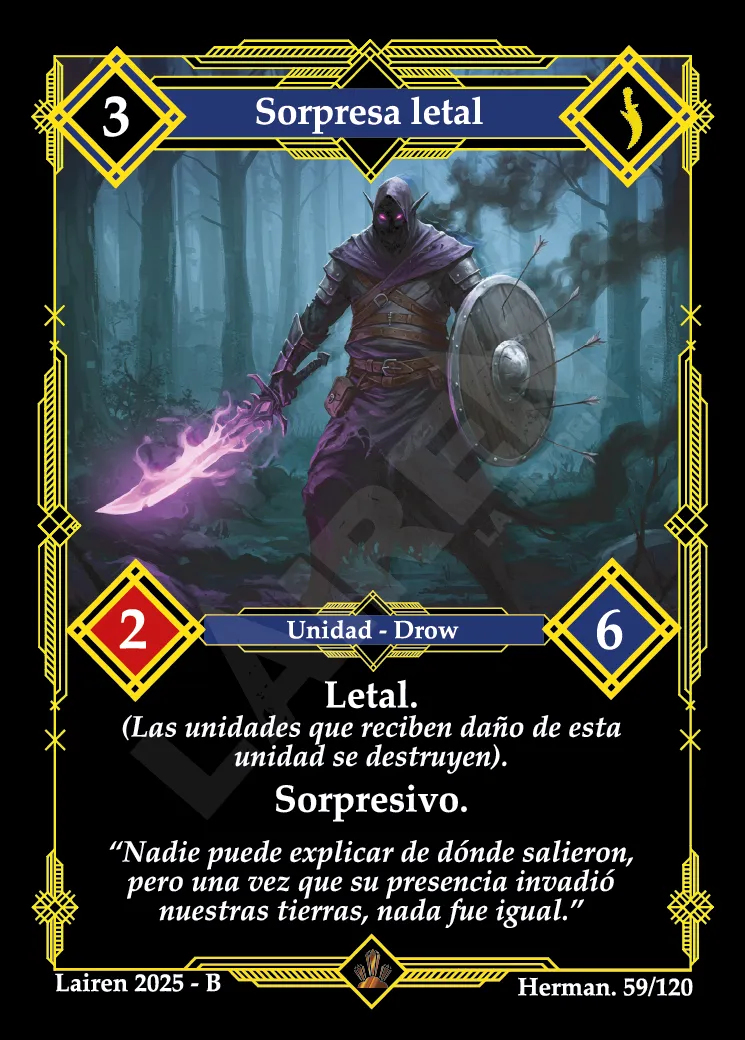 3
Sorpresa letal
2
Unidad - Drow
6
Letal.
(Las unidades que reciben daño de esta
unidad se destruyen).
Sorpresivo.
“Nadie puede explicar de dónde salieron,
pero una vez que su presencia invadió
nuestras tierras, nada fue igual.”
Lairen 2025 - B
Herman. 59/120
LAIREN